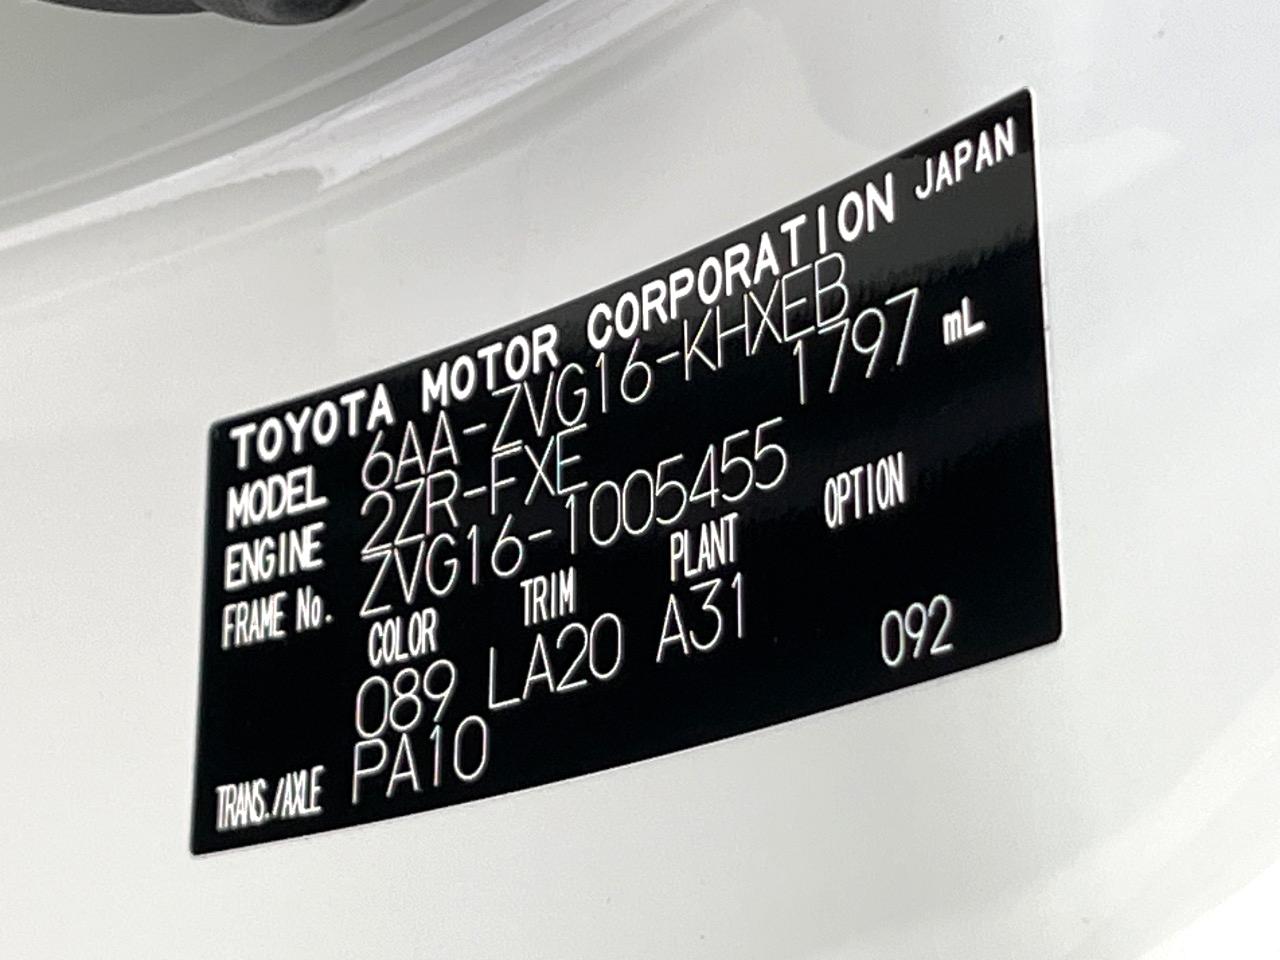 TOYOTA MOTOR CORPORATION JAPAN
MODEL 6AA-ZVG16-KHXEB
ENGINE 2ZR-FXE 1797 mL
FRAME No. ZVG16-1005455
COLOR TRIM PLANT OPTION
089 LA20 A31 092
TRANS./AXLE PA10